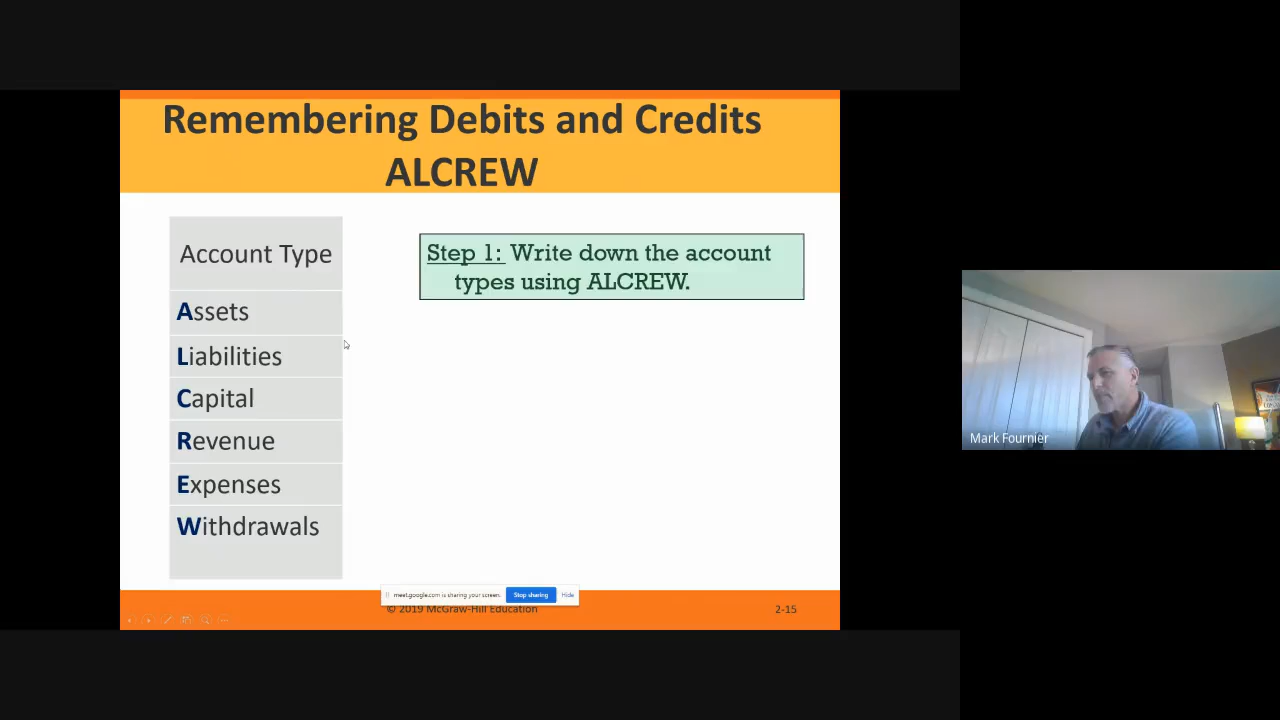 Remembering Debits and Credits
ALCREW
Account Type
Assets
Liabilities
Capital
Revenue
Expenses
Withdrawals
Step 1: Write down the account
types using ALCREW.
meet.google.com is sharing your screen.
Stop sharing
Hide
© 2019 McGraw-Hill Education
2-15
Mark Fournier